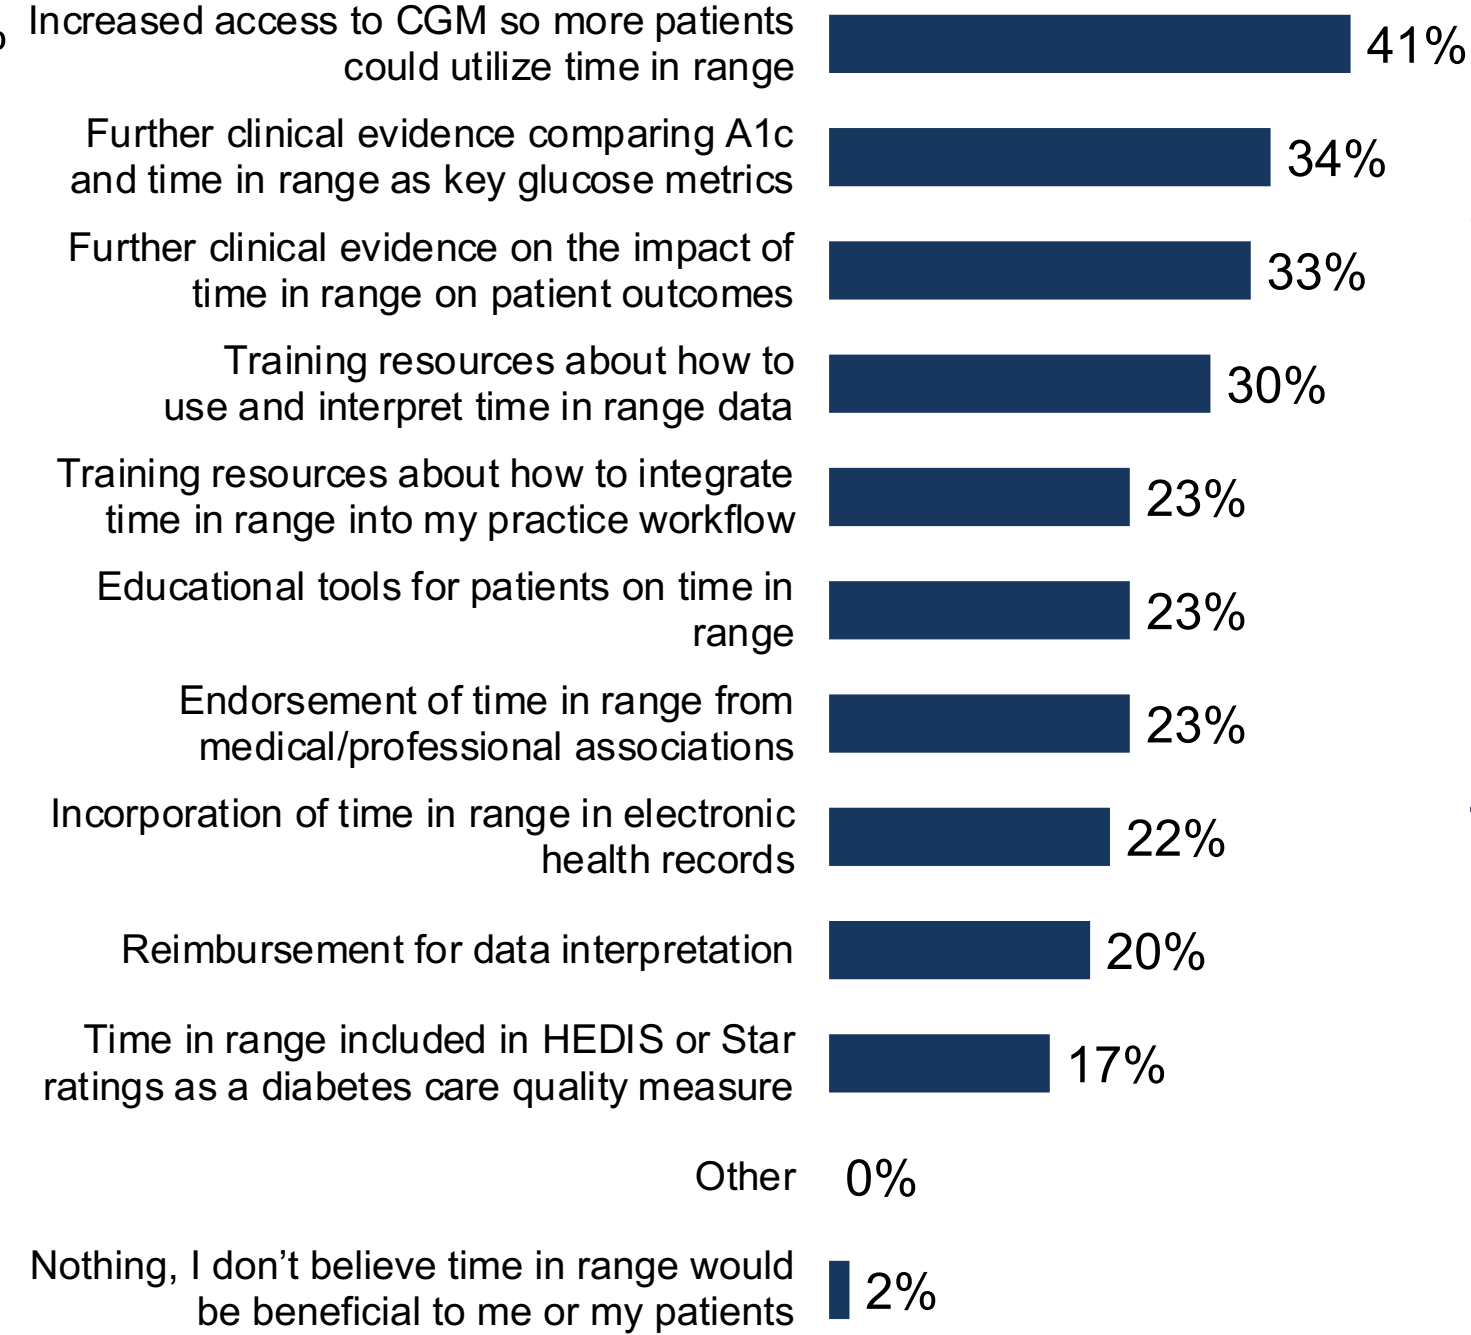 Increased access to CGM so more patients
could utilize time in range
41%
Further clinical evidence comparing A1c
and time in range as key glucose metrics
34%
Further clinical evidence on the impact of
time in range on patient outcomes
33%
Training resources about how to
use and interpret time in range data
30%
Training resources about how to integrate
time in range into my practice workflow
23%
Educational tools for patients on time in
range
23%
Endorsement of time in range from
medical/professional associations
23%
Incorporation of time in range in electronic
health records
22%
Reimbursement for data interpretation
20%
Time in range included in HEDIS or Star
ratings as a diabetes care quality measure
17%
Other
0%
Nothing, I don’t believe time in range would
be beneficial to me or my patients
2%